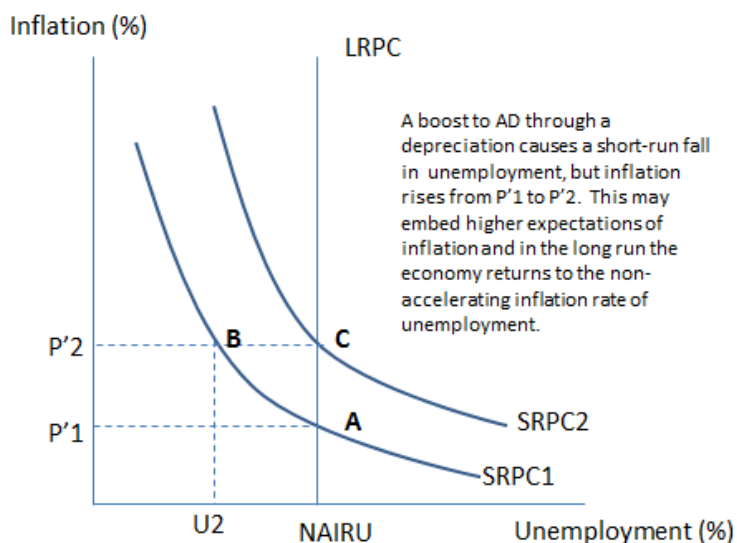 Inflation (%)
LRPC
A boost to AD through a
depreciation causes a short-run fall
in unemployment, but inflation
rises from P'1 to P'2. This may
embed higher expectations of
inflation and in the long run the
economy returns to the non-
accelerating inflation rate of
unemployment.
B
C
P'2
A
P'1
SRPC2
SRPC1
U2
NAIRU
Unemployment (%)